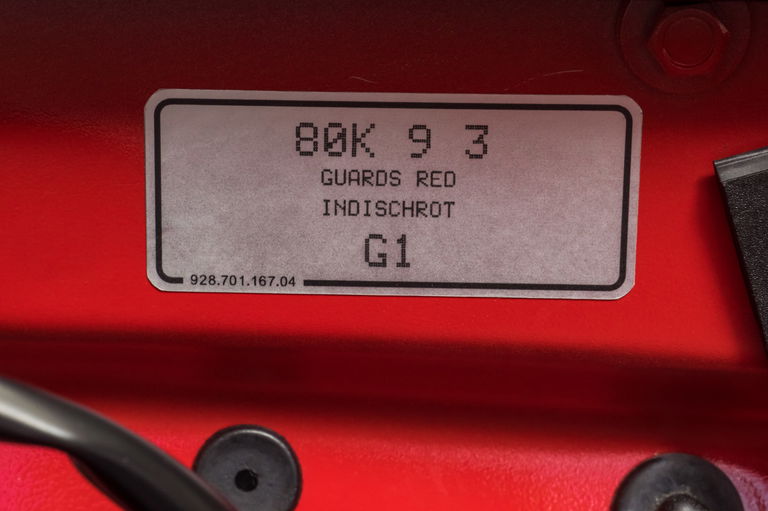 80K 9 3
GUARDS RED
INDISCHROT
G1
928.701.167.04